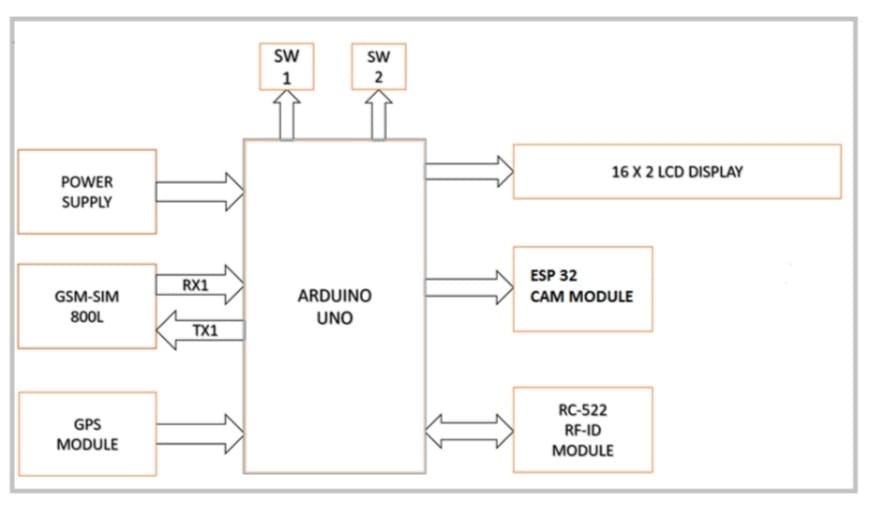 SW
1
SW
2
POWER
SUPPLY
16 X 2 LCD DISPLAY
GSM-SIM
800L
RX1
TX1
ARDUINO
UNO
ESP 32
CAM MODULE
GPS
MODULE
RC-522
RF-ID
MODULE